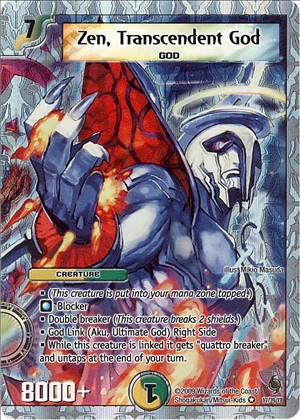 7
Zen, Transcendent God
GOD
illust. Mikio Masuda
CREATURE
▪ (This creature is put into your mana zone tapped.)
Blocker
▪ Double breaker (This creature breaks 2 shields.)
▪ God Link (Aku, Ultimate God) Right Side
▪ While this creature is linked it gets "quattro breaker"
and untaps at the end of your turn.
8000+
1
©2009 Wizards of the Coast/
Shogakukan/Mitsui-Kids